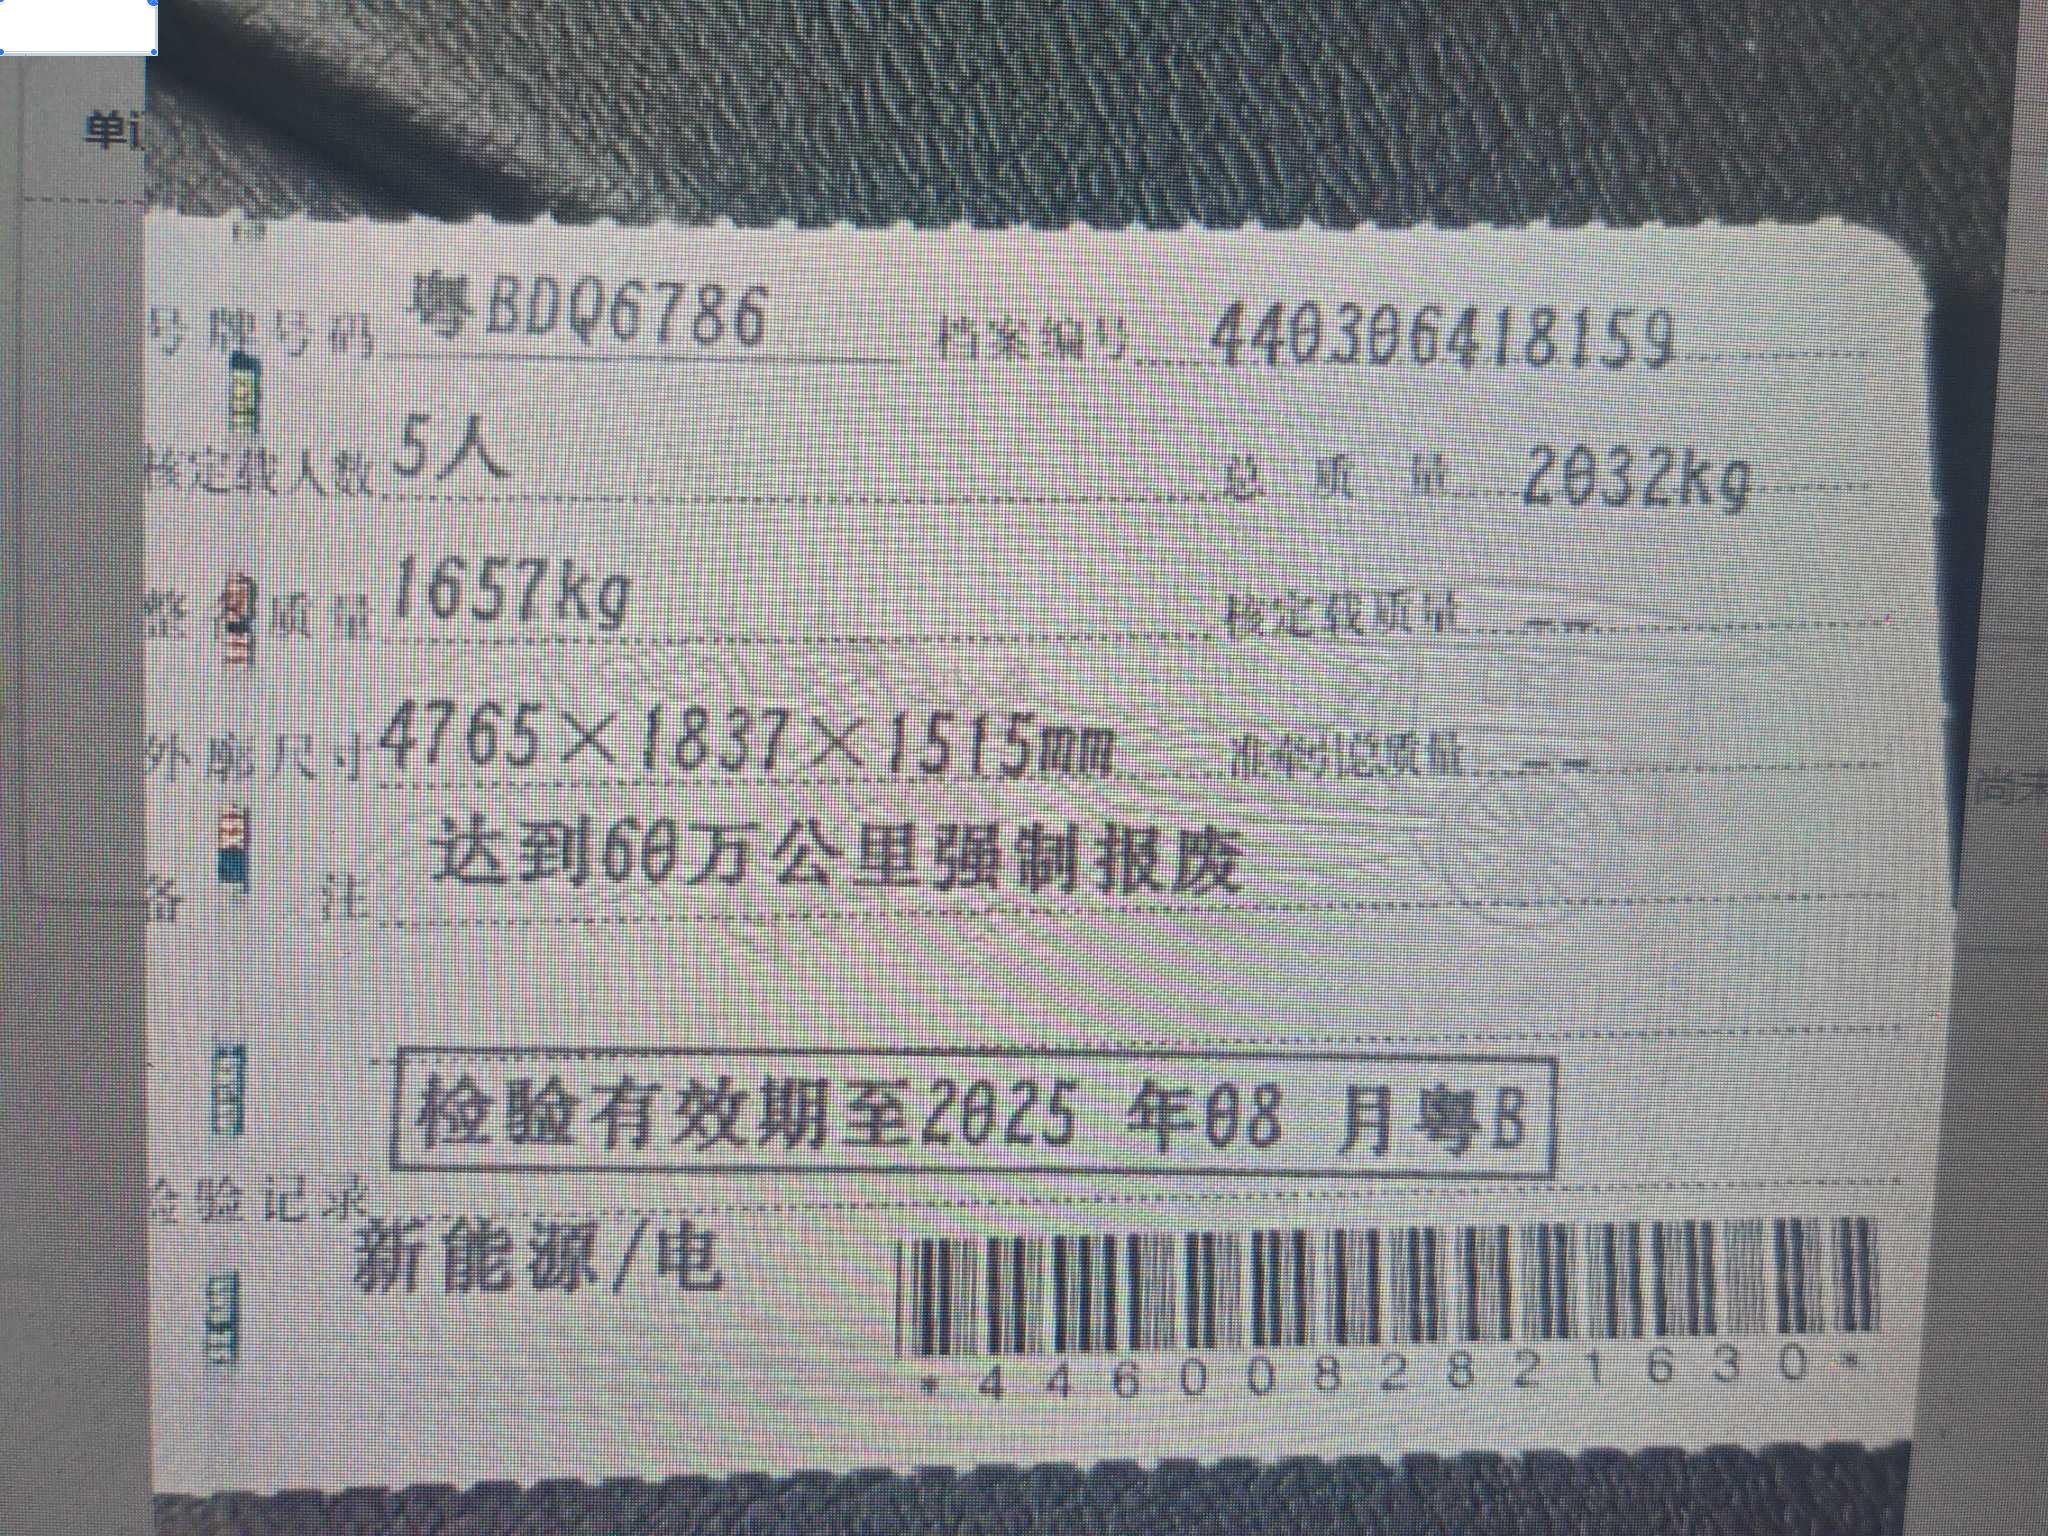 单
号牌号码 粤BDQ6786 档案编号 440306418159
核定载人数 5人 总质量 2032kg
整备质量 1657kg 核定载质量 --
外廓尺寸 4765×1837×1515mm 准牵引总质量 --
备注 达到60万公里强制报废
检验有效期至2025 年08 月粤B
检验记录
新能源/电
*4460082821630*
尚未